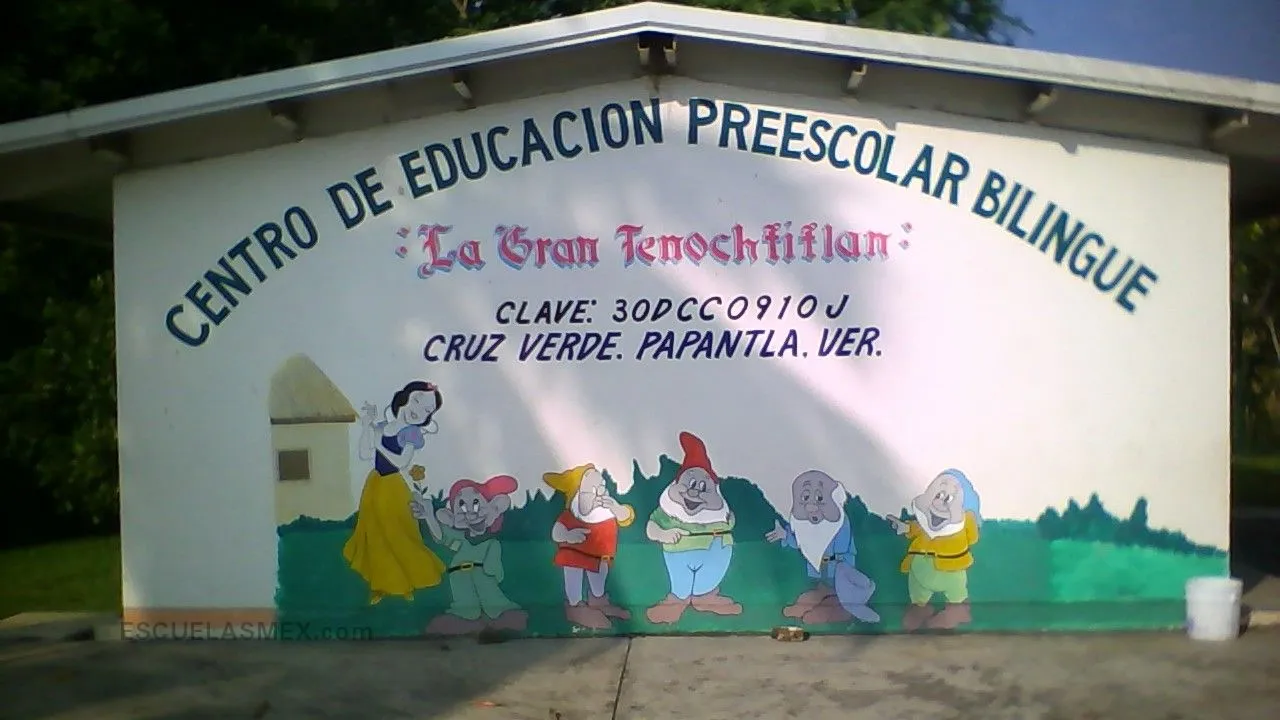 CENTRO DE EDUCACION PREESCOLAR BILINGUE
:La Gran Tenochtitlan:
CLAVE: 30DCC0910J
CRUZ VERDE. PAPANTLA. VER.
ESCUELASMEX.com